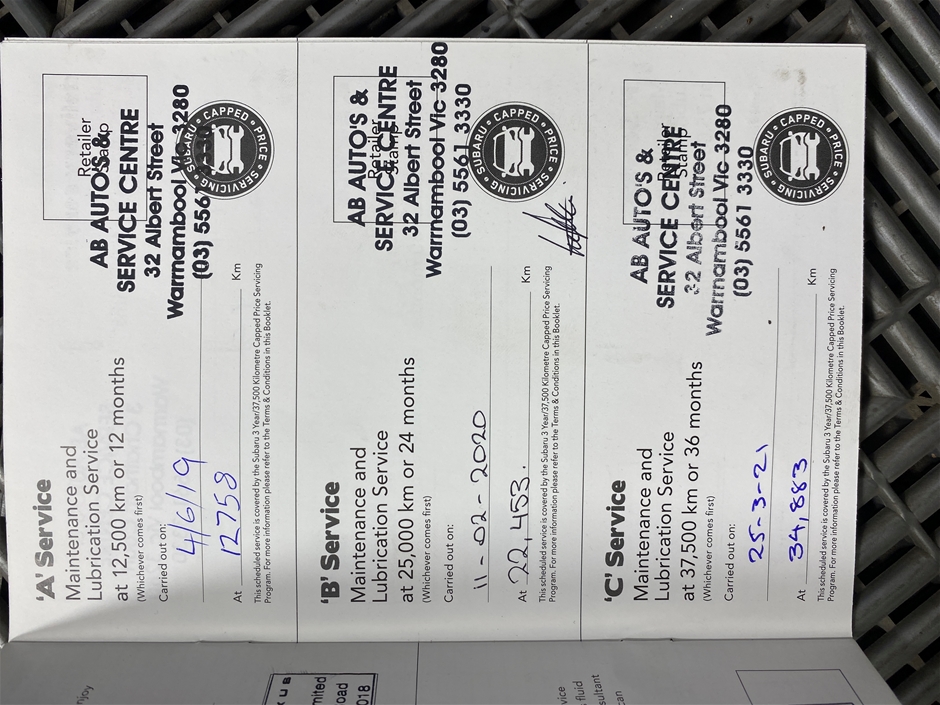 'A' Service
Maintenance and
Lubrication Service
at 12,500 km or 12 months
(Whichever comes first)
Carried out on:
4/6/19
12758
At Km
This scheduled service is covered by the Subaru 3 Year/37,500 Kilometre Capped Price Servicing
Program. For more information please refer to the Terms & Conditions in this Booklet.
Retailer
Stamp
AB AUTO'S &
SERVICE CENTRE
32 Albert Street
Warrnambool Vic 3280
(03) 5561
SUBARU • CAPPED • PRICE • SERVICING •
'B' Service
Maintenance and
Lubrication Service
at 25,000 km or 24 months
(Whichever comes first)
Carried out on:
11-02-2020
At 22,453. Km
This scheduled service is covered by the Subaru 3 Year/37,500 Kilometre Capped Price Servicing
Program. For more information please refer to the Terms & Conditions in this Booklet.
Retailer
Stamp
AB AUTO'S &
SERVICE CENTRE
32 Albert Street
Warrnambool Vic 3280
(03) 5561 3330
SUBARU • CAPPED • PRICE • SERVICING •
'C' Service
Maintenance and
Lubrication Service
at 37,500 km or 36 months
(Whichever comes first)
Carried out on:
25-3-21
34,883
At Km
This scheduled service is covered by the Subaru 3 Year/37,500 Kilometre Capped Price Servicing
Program. For more information please refer to the Terms & Conditions in this Booklet.
Retailer
Stamp
AB AUTO'S &
SERVICE CENTRE
32 Albert Street
Warrnambool Vic 3280
(03) 5561 3330
SUBARU • CAPPED • PRICE • SERVICING •
njoy
US
mited
oad
018
vice
fluid
sultant
can